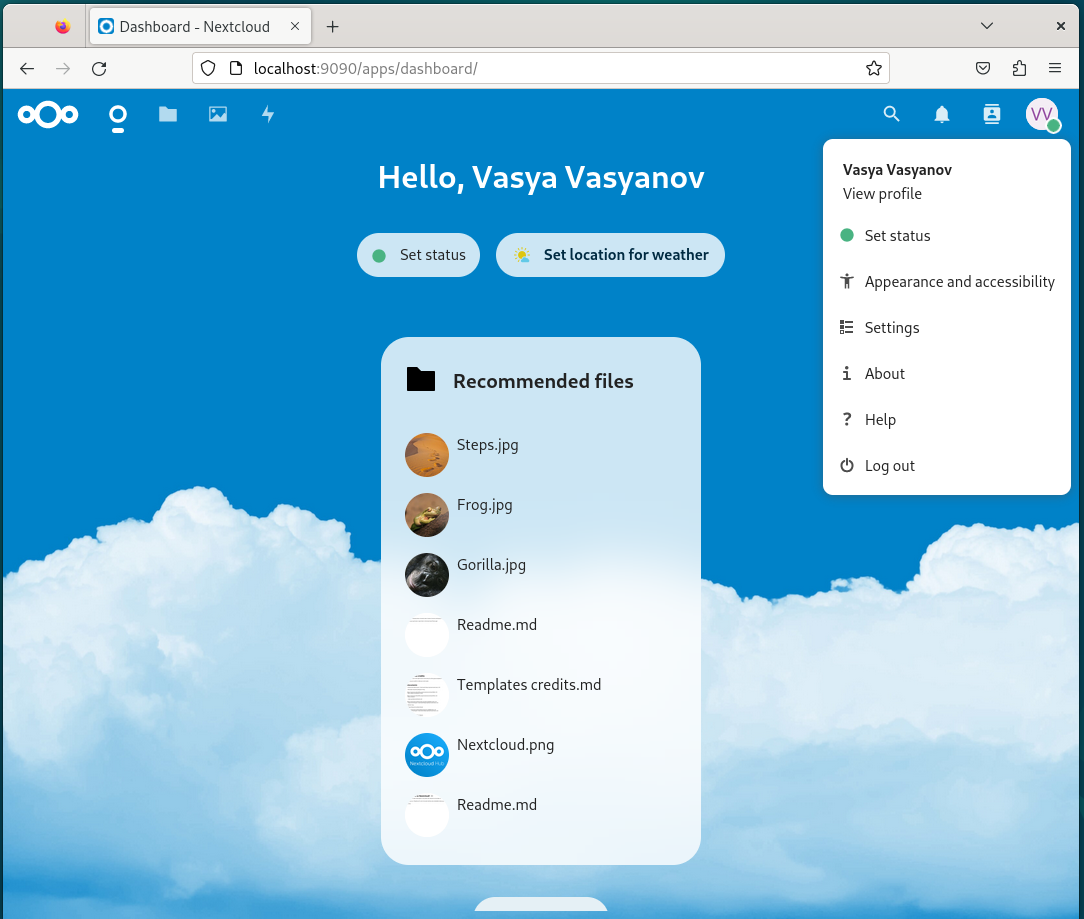 Dashboard - Nextcloud
localhost:9090/apps/dashboard/
VV
Hello, Vasya Vasyanov
Set status
Set location for weather
Vasya Vasyanov
View profile
Set status
Appearance and accessibility
Settings
About
Help
Log out
Recommended files
Steps.jpg
Frog.jpg
Gorilla.jpg
Readme.md
Templates credits.md
Nextcloud.png
Readme.md